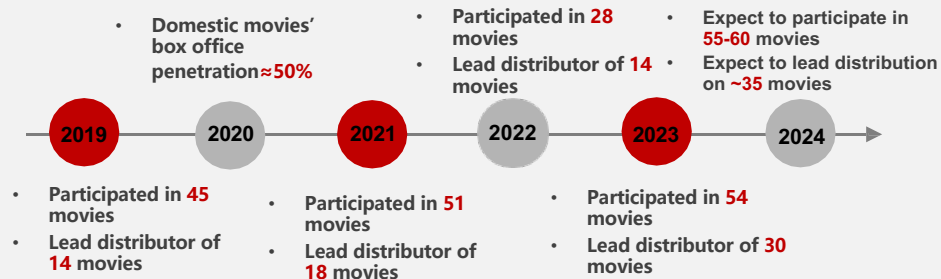 • Domestic movies’
box office
penetration≈50%
• Participated in 28
movies
• Lead distributor of 14
movies
• Expect to participate in
55-60 movies
• Expect to lead distribution
on ~35 movies
2019
2020
2021
2022
2023
2024
• Participated in 45
movies
• Lead distributor of
14 movies
• Participated in 51
movies
• Lead distributor of
18 movies
• Participated in 54
movies
• Lead distributor of 30
movies